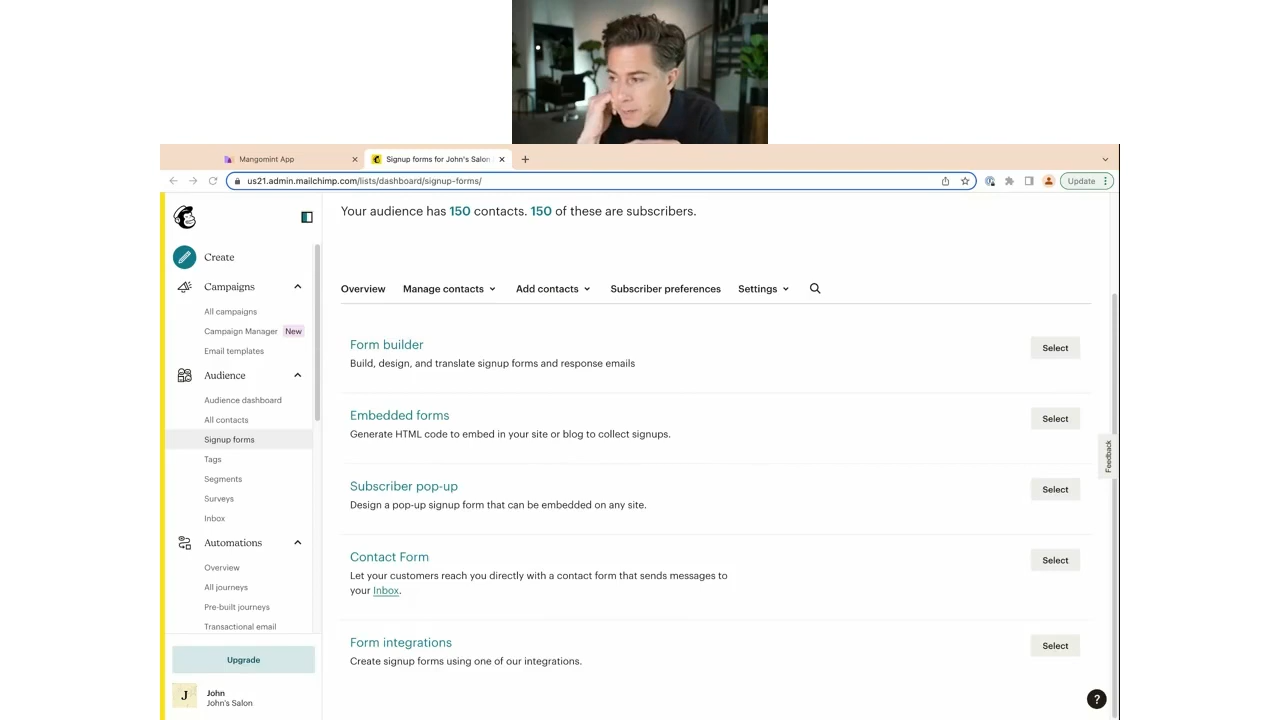 Mangomint App
Signup forms for John's Salon
us21.admin.mailchimp.com/lists/dashboard/signup-forms/
Update
Your audience has 150 contacts. 150 of these are subscribers.
Create
Campaigns
All campaigns
Campaign Manager New
Email templates
Audience
Audience dashboard
All contacts
Signup forms
Tags
Segments
Surveys
Inbox
Automations
Overview
All journeys
Pre-built journeys
Transactional email
Upgrade
J
John
John's Salon
Overview Manage contacts Add contacts Subscriber preferences Settings
Form builder
Build, design, and translate signup forms and response emails
Select
Embedded forms
Generate HTML code to embed in your site or blog to collect signups.
Select
Subscriber pop-up
Design a pop-up signup form that can be embedded on any site.
Select
Contact Form
Let your customers reach you directly with a contact form that sends messages to
your Inbox.
Select
Form integrations
Create signup forms using one of our integrations.
Select
Feedback
?